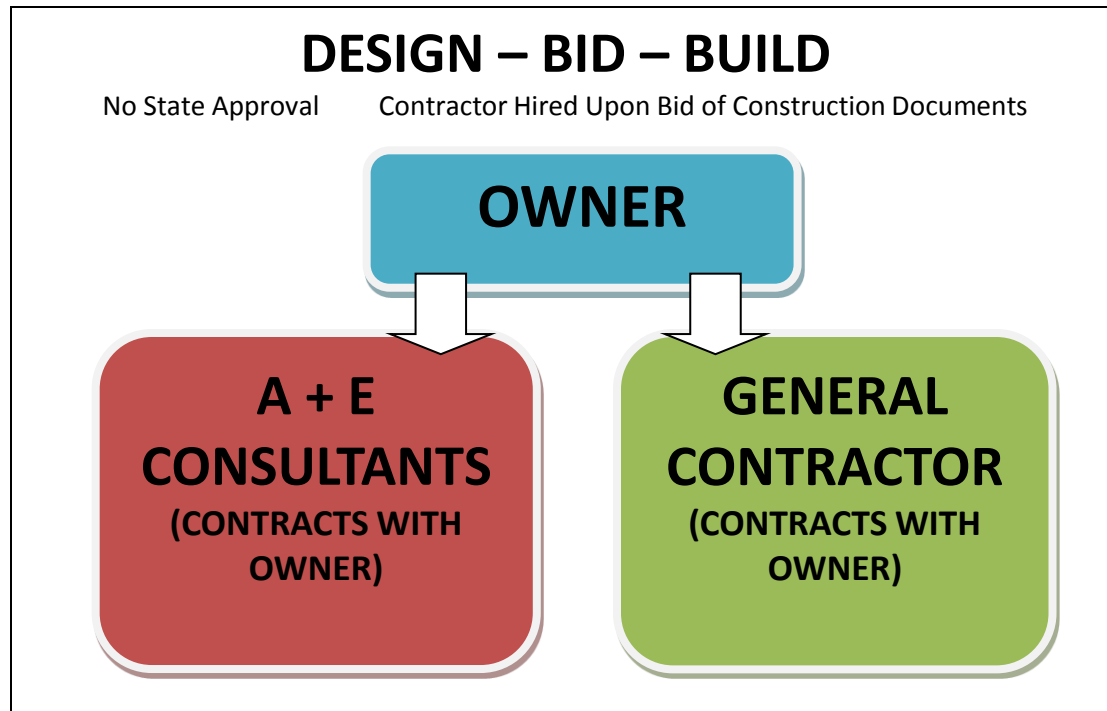 DESIGN – BID – BUILD
No State Approval Contractor Hired Upon Bid of Construction Documents
OWNER
A + E
CONSULTANTS
(CONTRACTS WITH
OWNER)
GENERAL
CONTRACTOR
(CONTRACTS WITH
OWNER)